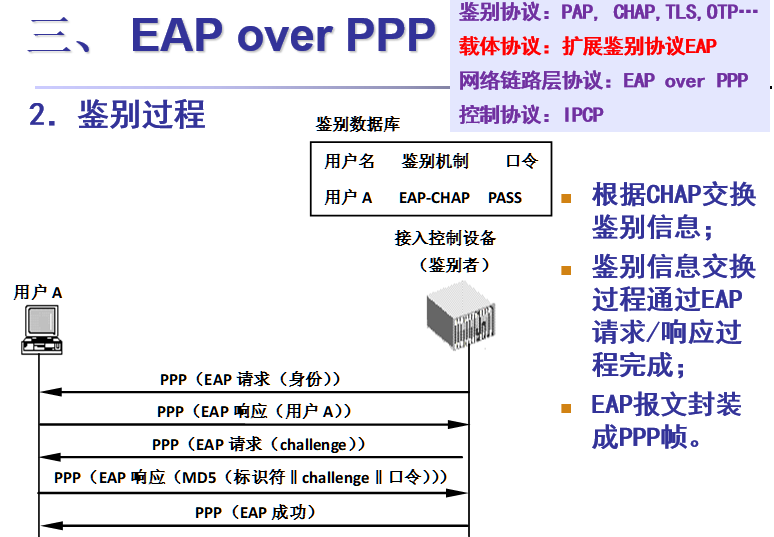 三、 EAP over PPP
鉴别协议：PAP, CHAP,TLS,OTP…
载体协议：扩展鉴别协议EAP
网络链路层协议：EAP over PPP
控制协议：IPCP
2. 鉴别过程
鉴别数据库
用户名 鉴别机制 口令
用户 A EAP-CHAP PASS
接入控制设备
（鉴别者）
用户 A
PPP（EAP 请求（身份））
PPP（EAP 响应（用户 A））
PPP（EAP 请求（challenge））
PPP（EAP 响应（MD5（标识符‖challenge‖口令）））
PPP（EAP 成功）
根据CHAP交换
鉴别信息；
鉴别信息交换
过程通过EAP
请求/响应过
程完成；
EAP报文封装
成PPP帧。